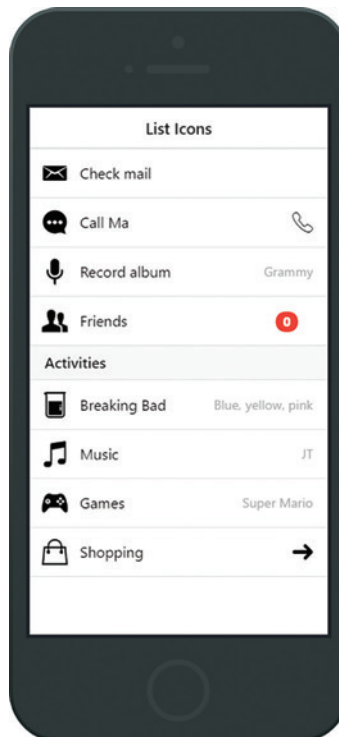 List Icons
Check mail
Call Ma
Record album Grammy
Friends 0
Activities
Breaking Bad Blue, yellow, pink
Music JT
Games Super Mario
Shopping